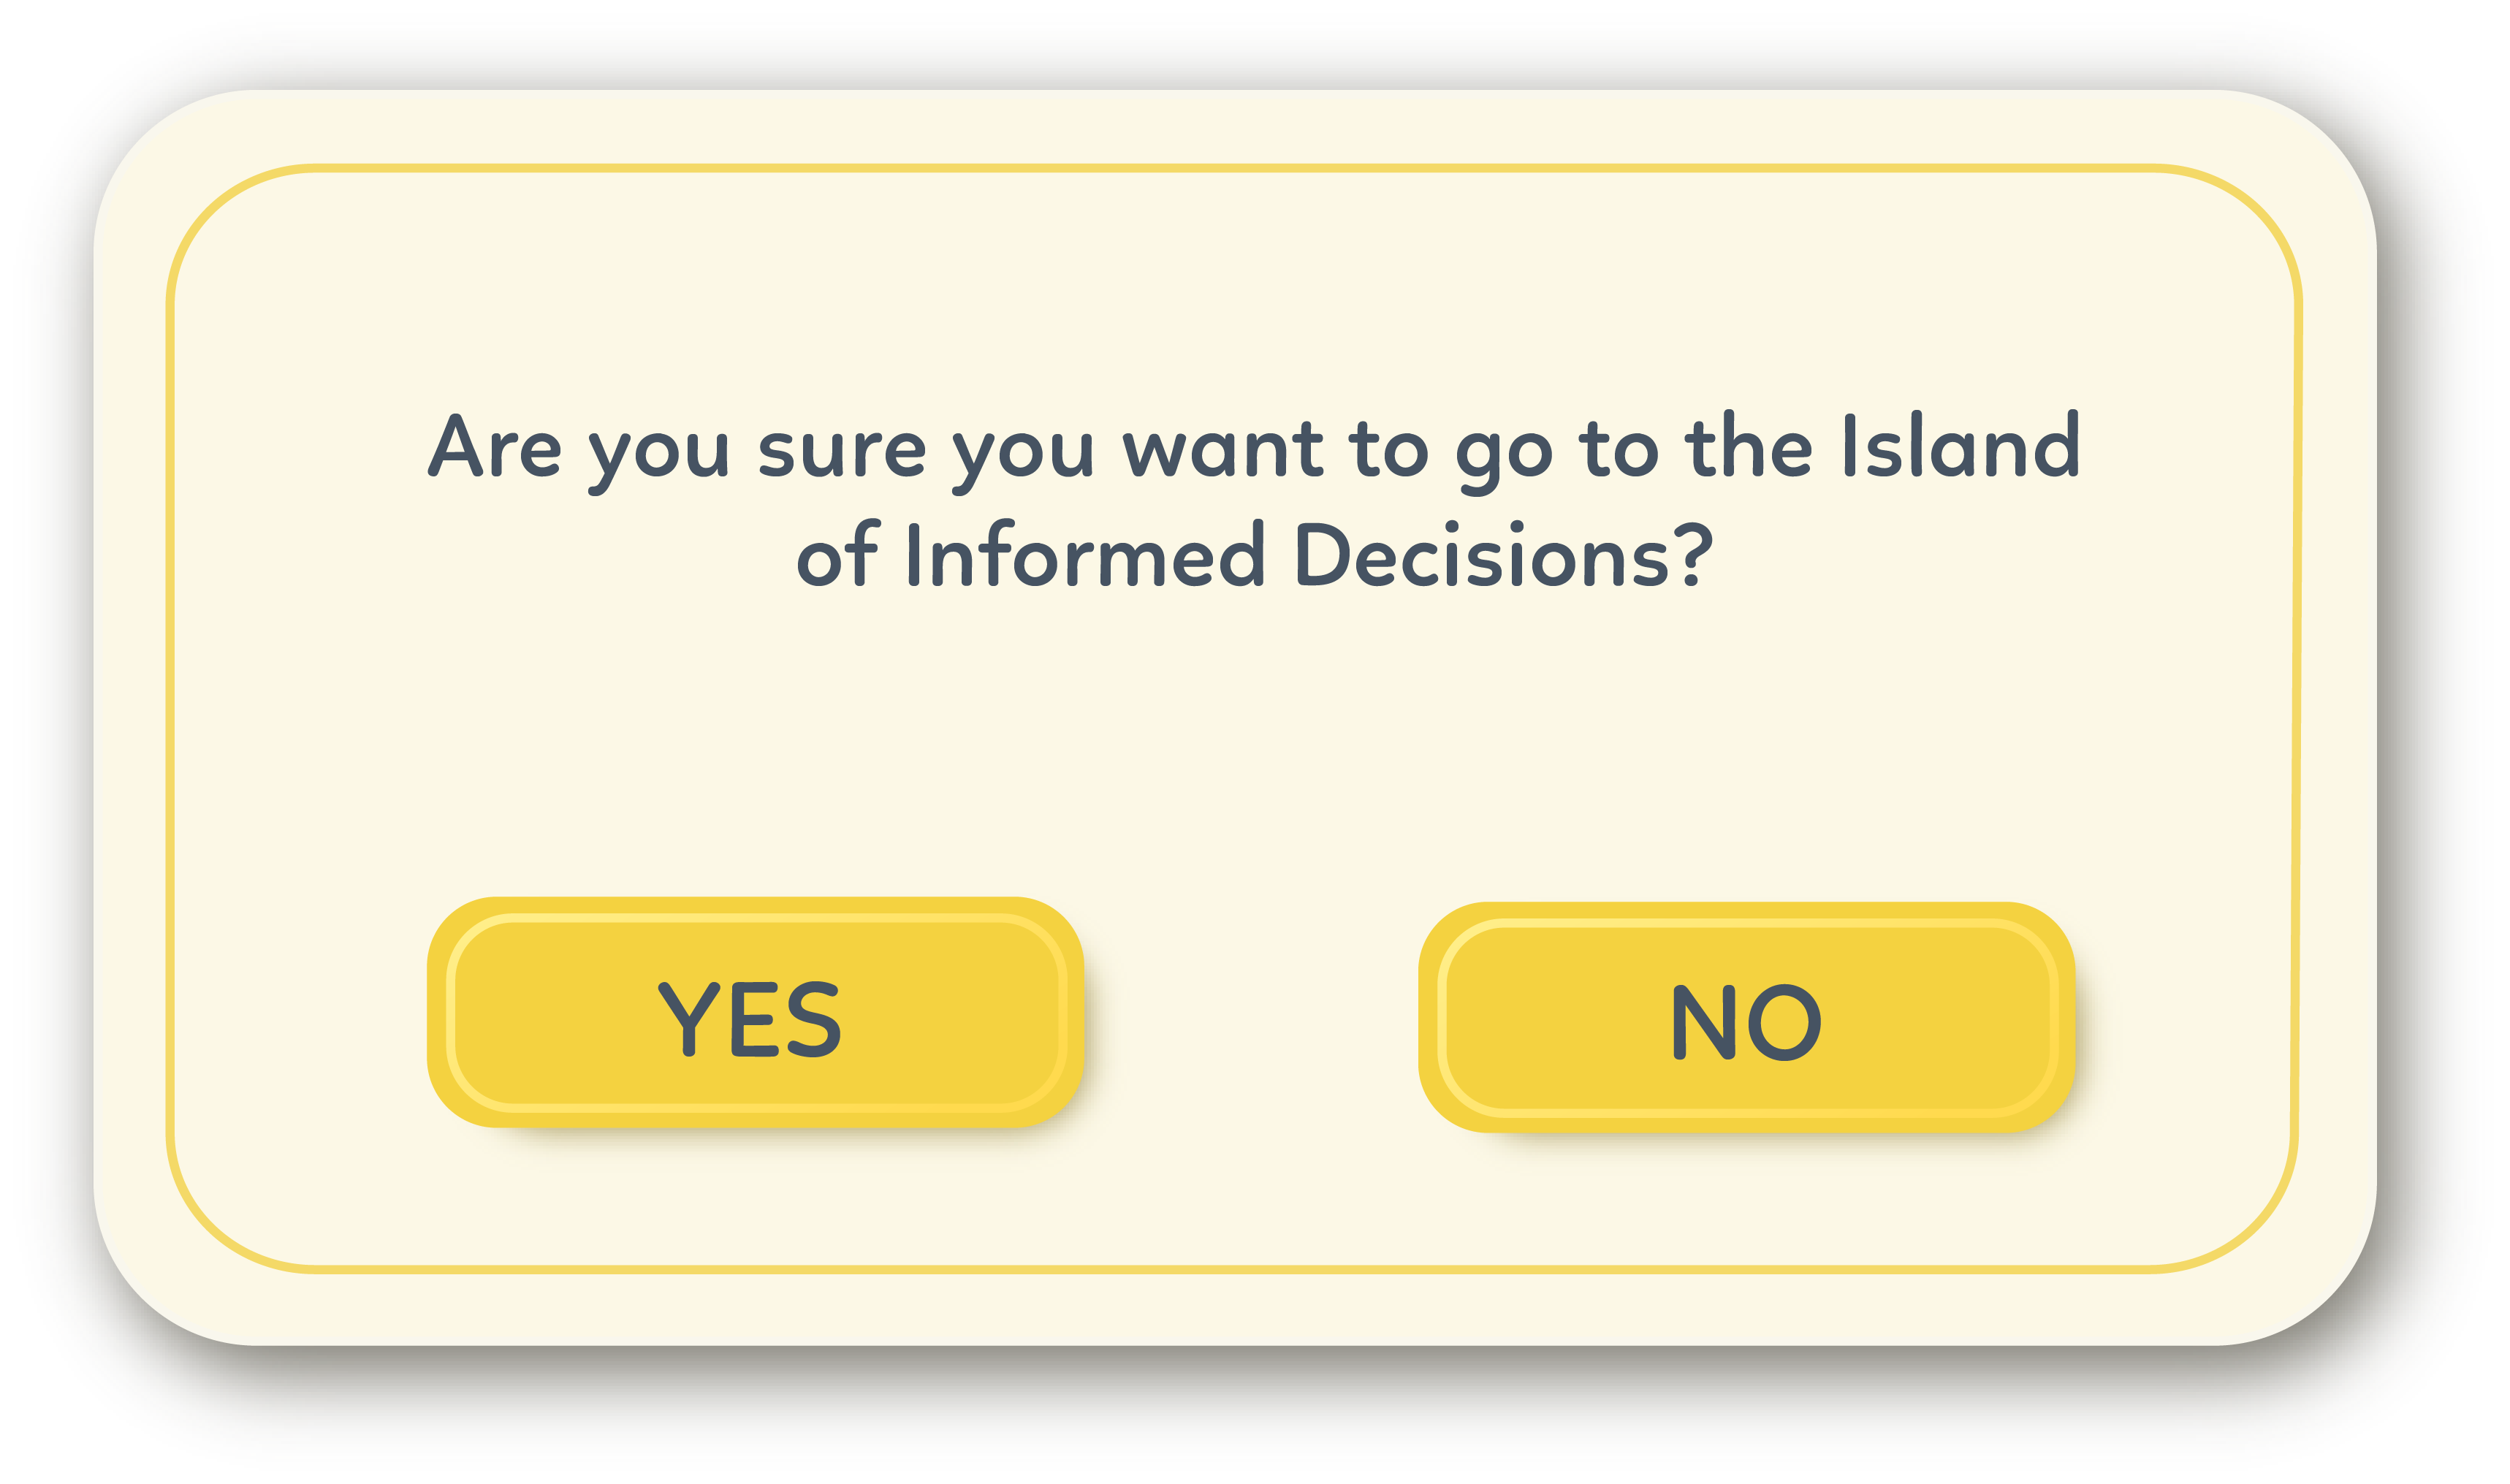 Are you sure you want to go to the Island
of Informed Decisions?
YES
NO